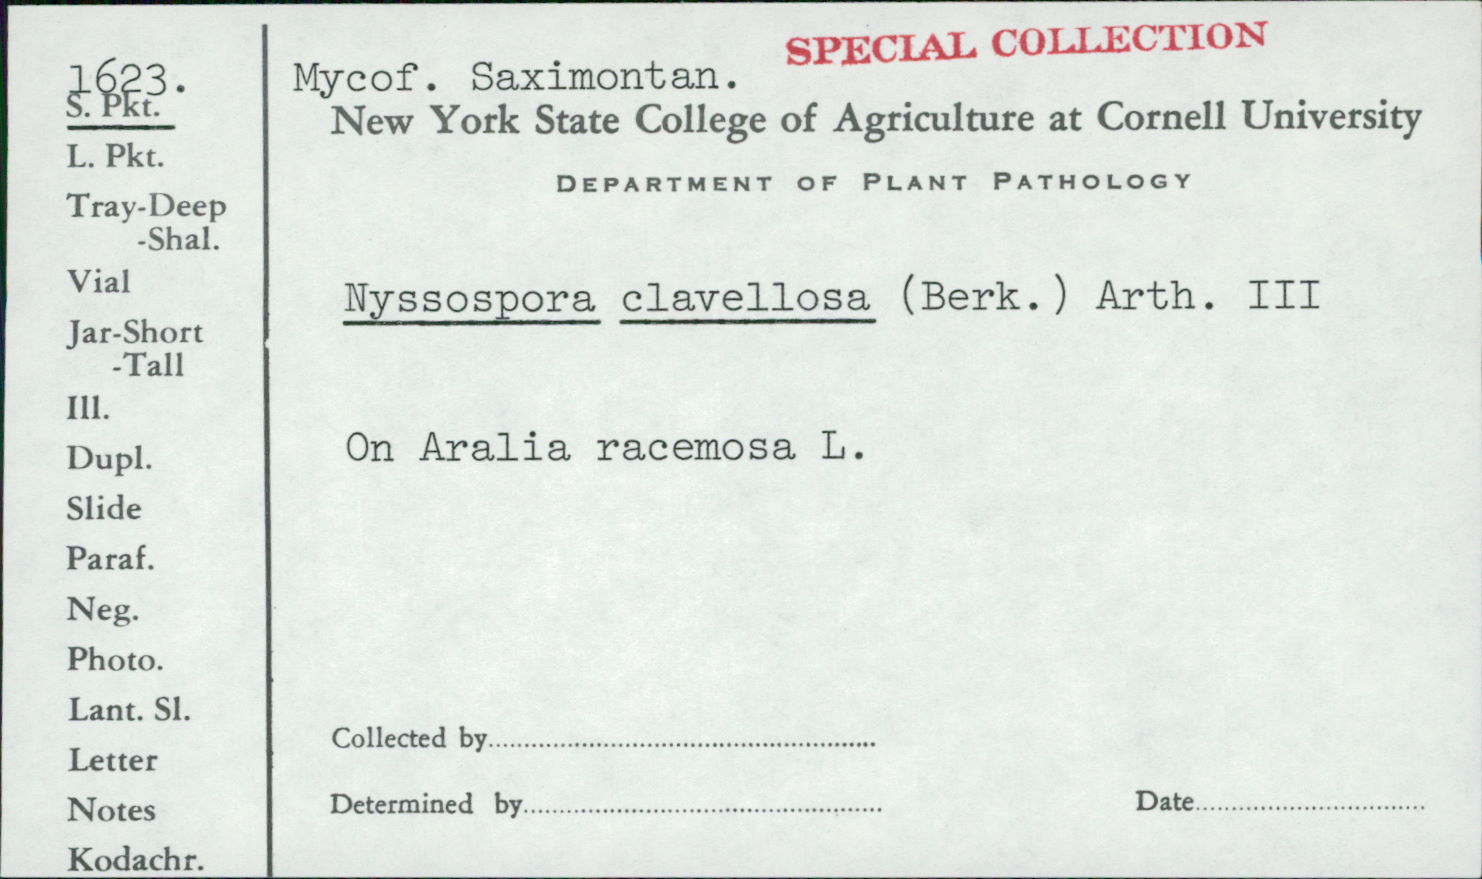 SPECIAL COLLECTION
1623.
Mycof. Saximontan.
New York State College of Agriculture at Cornell University
DEPARTMENT OF PLANT PATHOLOGY
S. Pkt.
L. Pkt.
Tray-Deep
-Shal.
Vial
Jar-Short
-Tall
Ill.
Dupl.
Slide
Paraf.
Neg.
Photo.
Lant. Sl.
Letter
Notes
Kodachr.
Nyssospora clavellosa (Berk.) Arth. III
On Aralia racemosa L.
Collected by
Determined by
Date